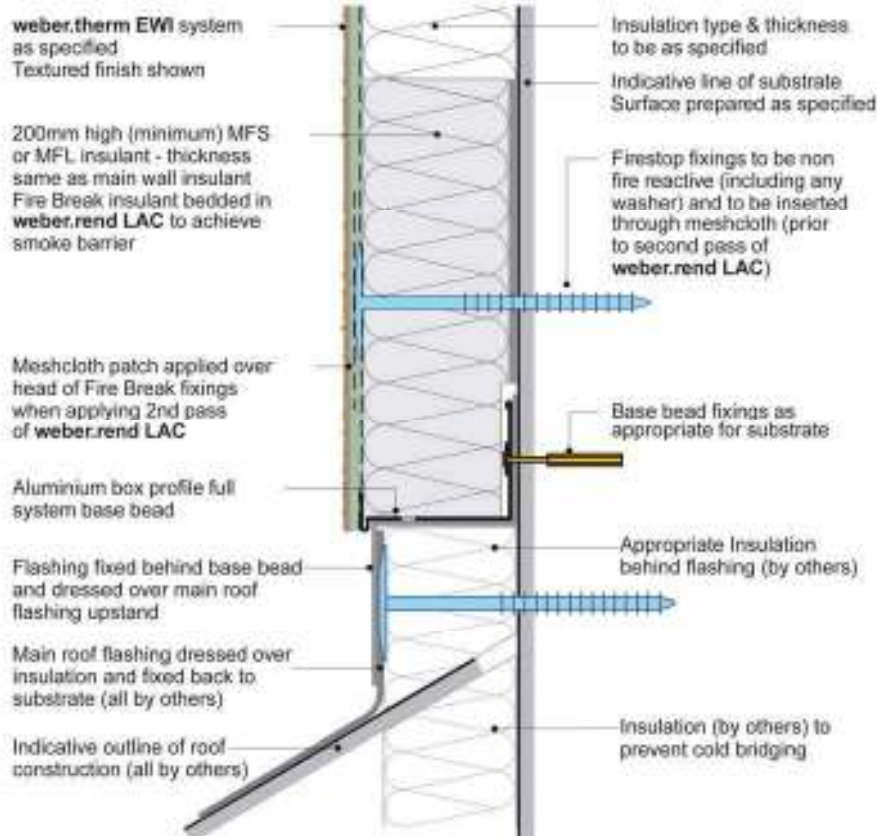 weber.therm EWI system
as specified
Textured finish shown
200mm high (minimum) MFS
or MFL insulant - thickness
same as main wall insulant
Fire Break insulant bedded in
weber.rend LAC to achieve
smoke barrier
Meshcloth patch applied over
head of Fire Break fixings
when applying 2nd pass
of weber.rend LAC
Aluminium box profile full
system base bead
Flashing fixed behind base bead
and dressed over main roof
flashing upstand
Main roof flashing dressed over
insulation and fixed back to
substrate (all by others)
Indicative outline of roof
construction (all by others)
Insulation type & thickness
to be as specified
Indicative line of substrate
Surface prepared as specified
Firestop fixings to be non
fire reactive (including any
washer) and to be inserted
through meshcloth (prior
to second pass of
weber.rend LAC)
Base bead fixings as
appropriate for substrate
Appropriate Insulation
behind flashing (by others)
Insulation (by others) to
prevent cold bridging